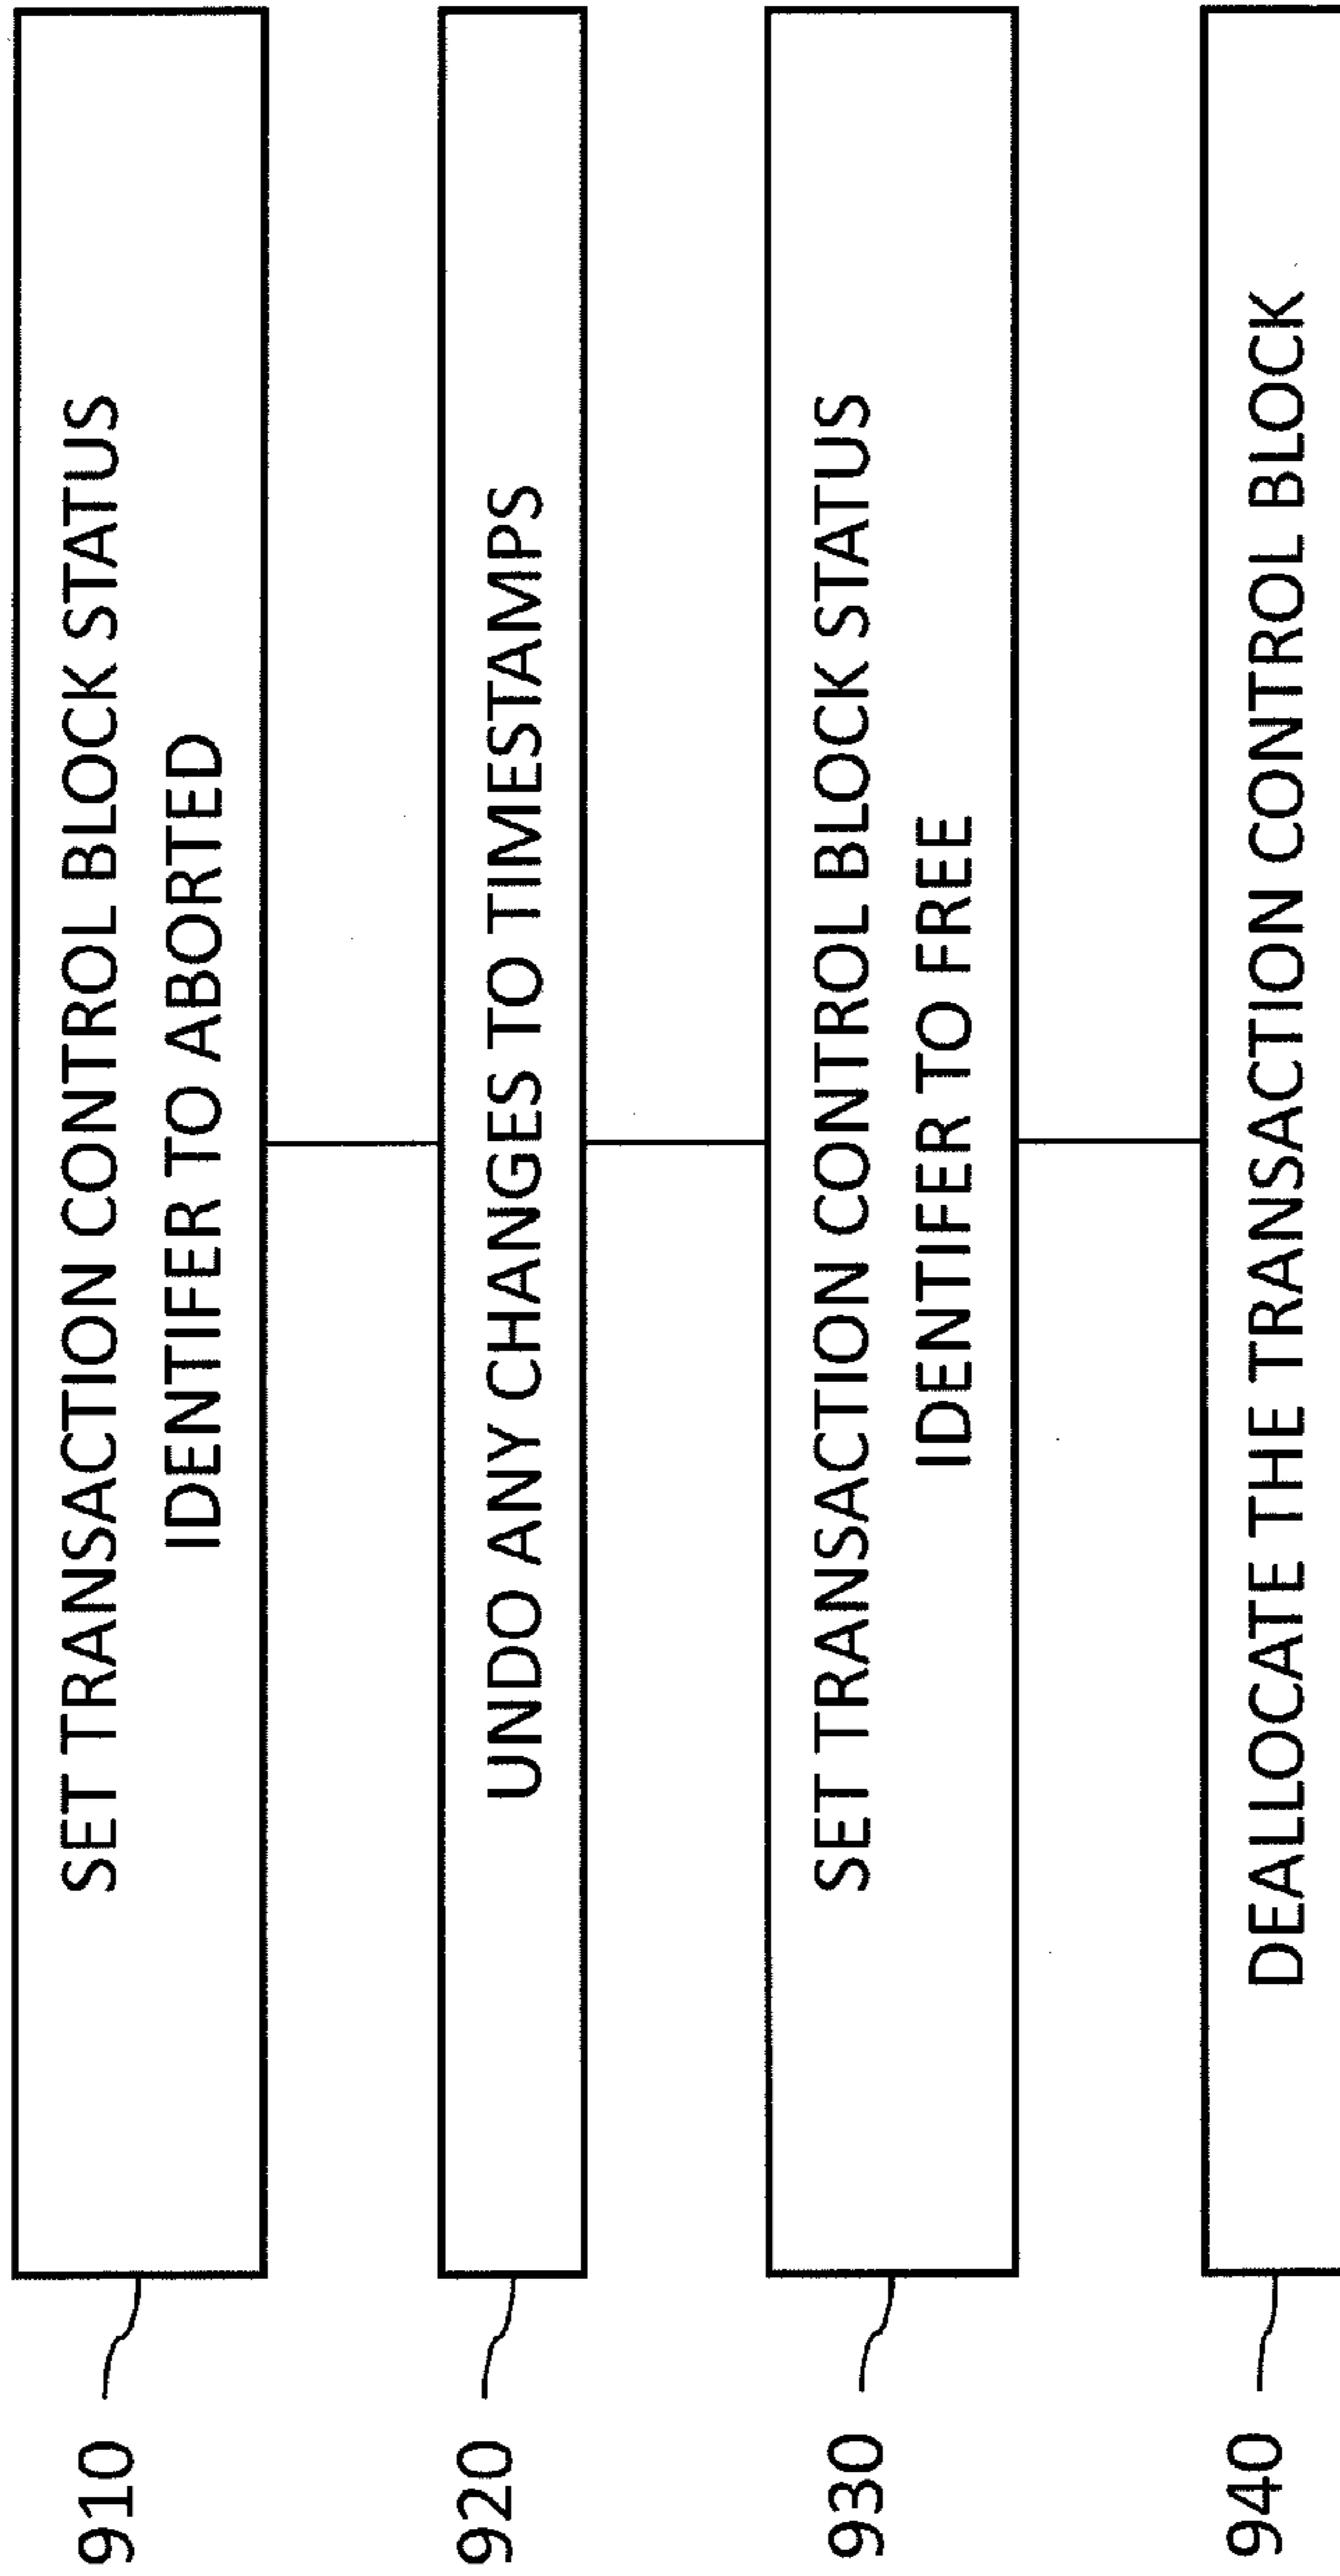 910
SET TRANSACTION CONTROL BLOCK STATUS
IDENTIFER TO ABORTED
920
UNDO ANY CHANGES TO TIMESTAMPS
930
SET TRANSACTION CONTROL BLOCK STATUS
IDENTIFER TO FREE
940
DEALLOCATE THE TRANSACTION CONTROL BLOCK